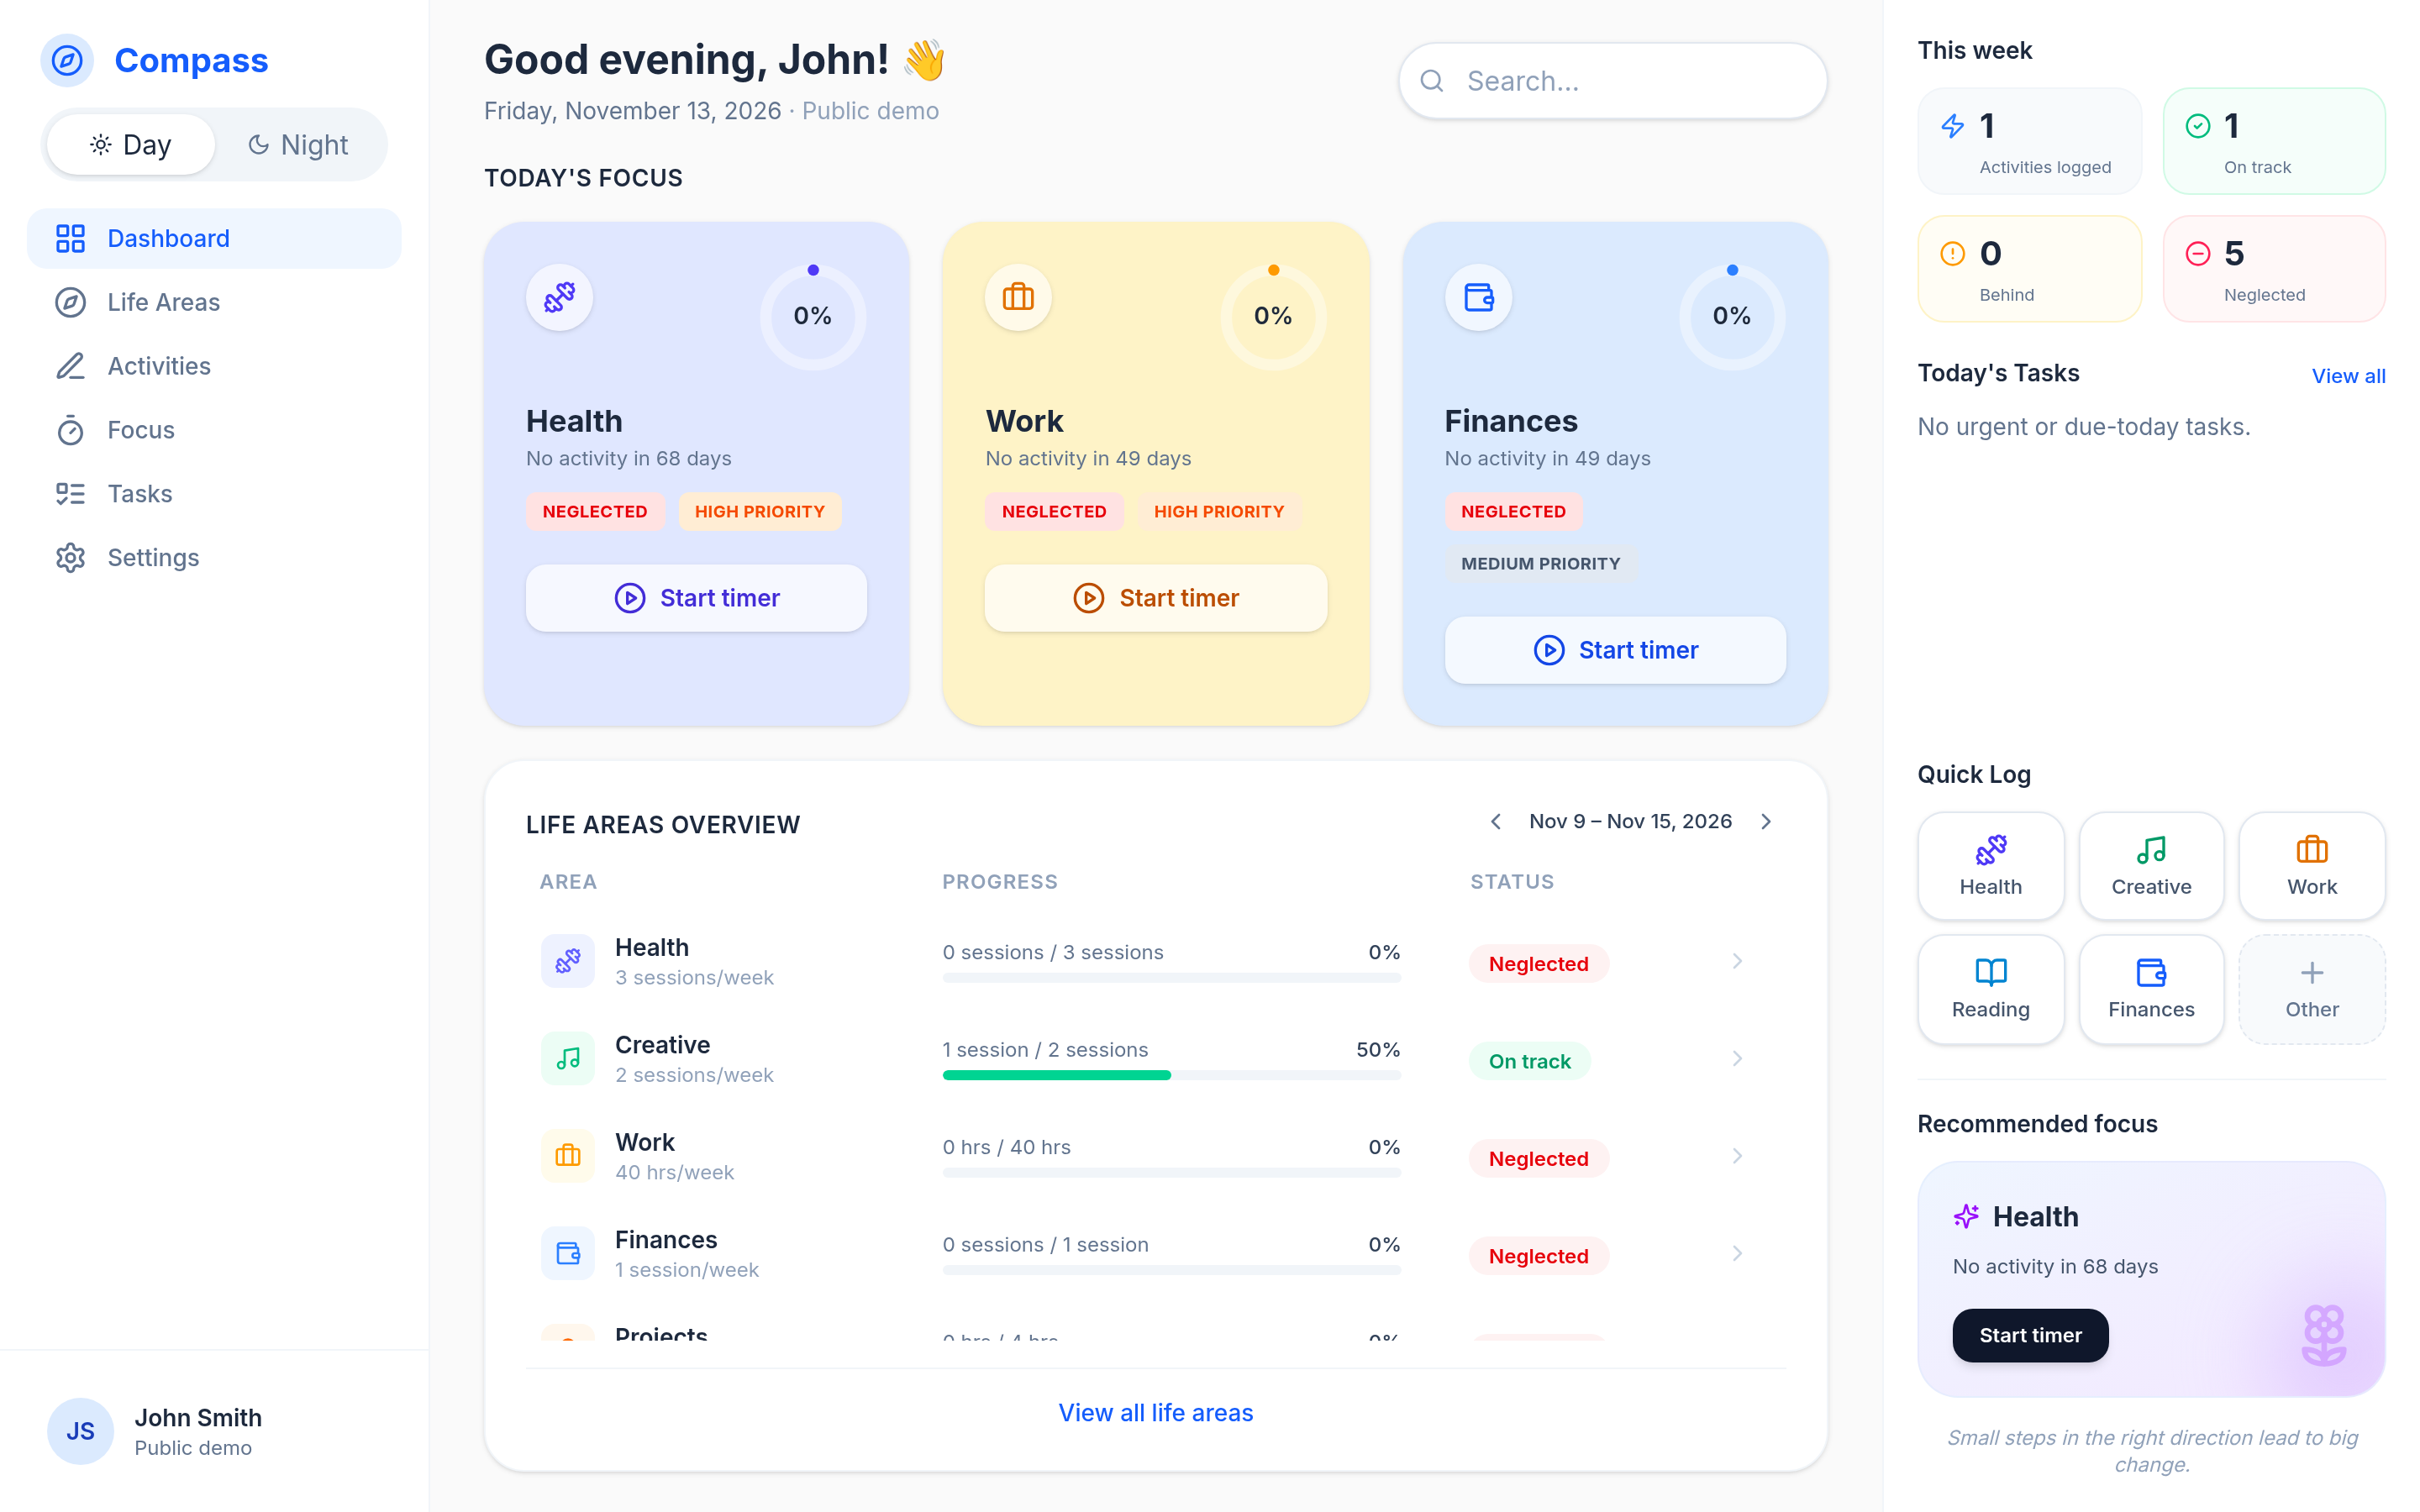 Compass
Day
Night
Dashboard
Life Areas
Activities
Focus
Tasks
Settings
JS
John Smith
Public demo
Good evening, John! 👋
Friday, November 13, 2026 · Public demo
Search...
TODAY'S FOCUS
0%
Health
No activity in 68 days
NEGLECTED
HIGH PRIORITY
Start timer
0%
Work
No activity in 49 days
NEGLECTED
HIGH PRIORITY
Start timer
0%
Finances
No activity in 49 days
NEGLECTED
MEDIUM PRIORITY
Start timer
LIFE AREAS OVERVIEW
Nov 9 – Nov 15, 2026
AREA PROGRESS STATUS
Health
3 sessions/week
0 sessions / 3 sessions 0%
Neglected
Creative
2 sessions/week
1 session / 2 sessions 50%
On track
Work
40 hrs/week
0 hrs / 40 hrs 0%
Neglected
Finances
1 session/week
0 sessions / 1 session 0%
Neglected
Projects
0 hrs / 4 hrs 0%
View all life areas
This week
1
Activities logged
1
On track
0
Behind
5
Neglected
Today's Tasks
View all
No urgent or due-today tasks.
Quick Log
Health
Creative
Work
Reading
Finances
Other
Recommended focus
Health
No activity in 68 days
Start timer
Small steps in the right direction lead to big
change.